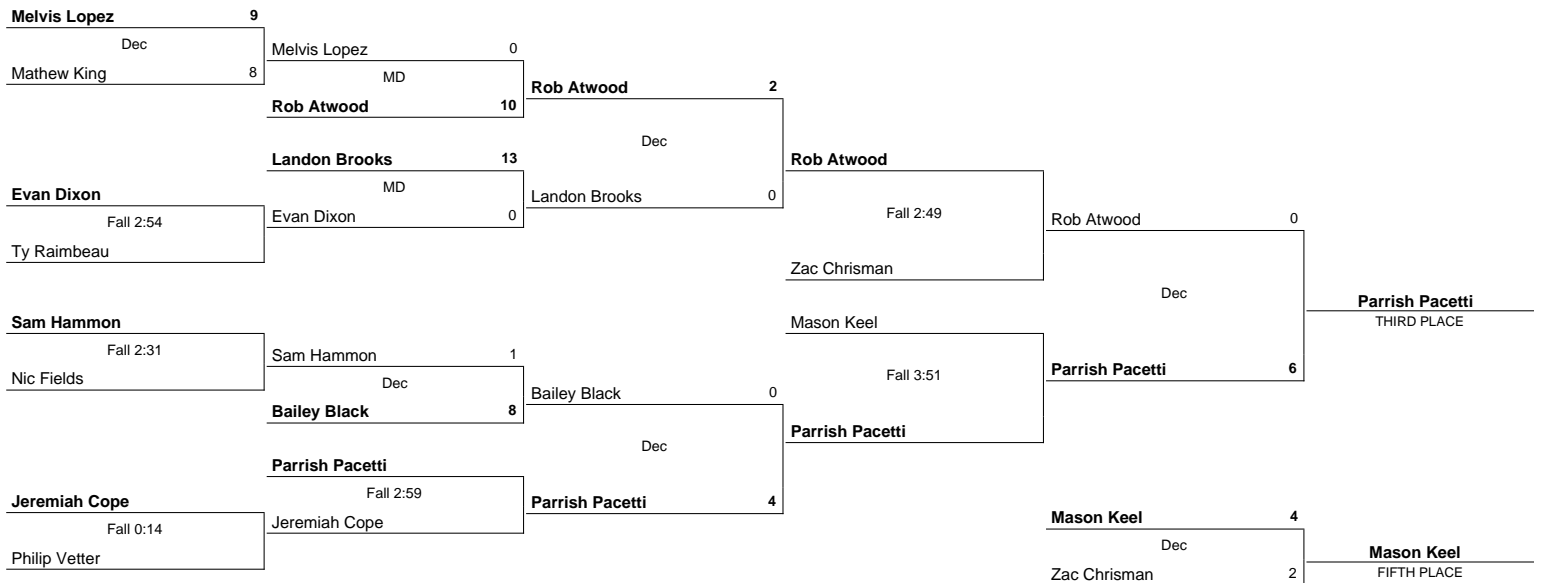 Melvis Lopez 9
Dec
Mathew King 8
Evan Dixon
Fall 2:54
Ty Raimbeau
Sam Hammon
Fall 2:31
Nic Fields
Jeremiah Cope
Fall 0:14
Philip Vetter
Melvis Lopez 0
MD
Rob Atwood 10
Landon Brooks 13
MD
Evan Dixon 0
Sam Hammon 1
Dec
Bailey Black 8
Parrish Pacetti
Fall 2:59
Jeremiah Cope
Rob Atwood 2
Dec
Landon Brooks 0
Bailey Black 0
Dec
Parrish Pacetti 4
Rob Atwood
Fall 2:49
Zac Chrisman
Mason Keel
Fall 3:51
Parrish Pacetti
Rob Atwood 0
Dec
Parrish Pacetti 6
Parrish Pacetti
THIRD PLACE
Mason Keel 4
Dec
Zac Chrisman 2
Mason Keel
FIFTH PLACE